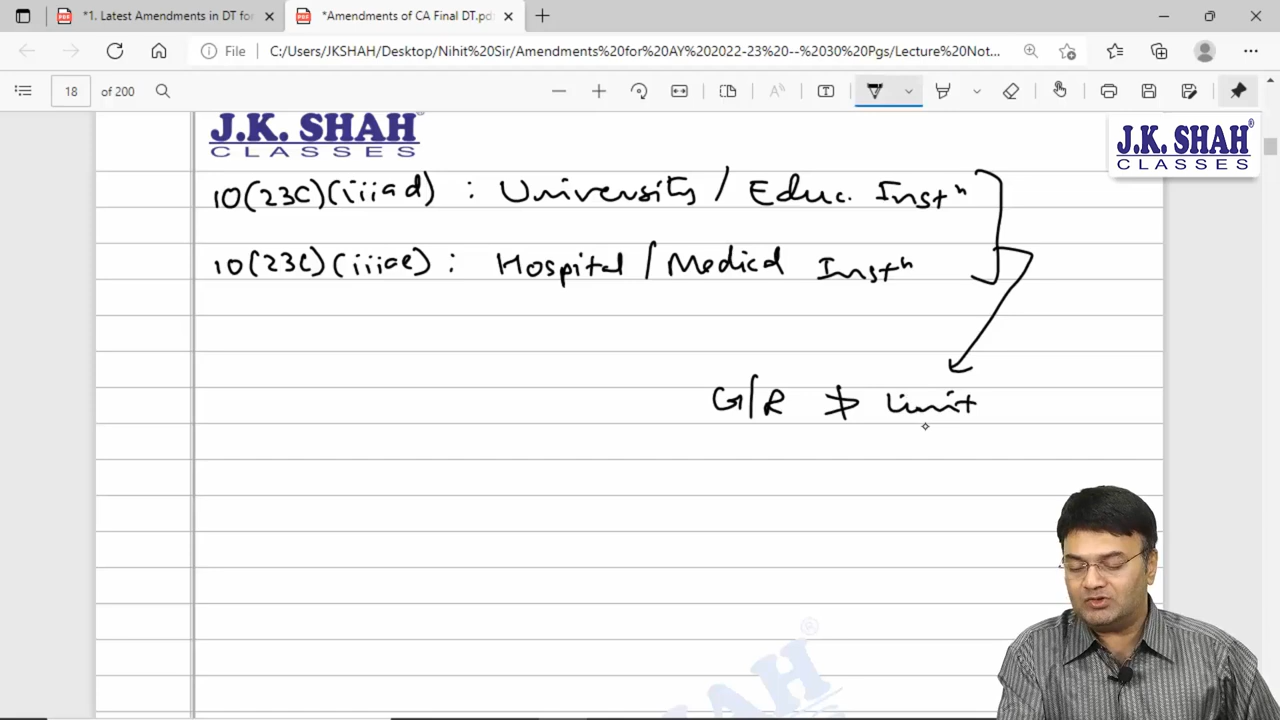 *1. Latest Amendments in DT for
*Amendments of CA Final DT.pd
File
C:/Users/JKSHAH/Desktop/Nihit%20Sir/Amendments%20for%20AY%202022-23%20--%2030%20Pgs/Lecture%20Not...
18 of 200
J.K. SHAH®
CLASSES
J.K. SHAH®
CLASSES
10(23C)(iiiad) : University / Educ. Instⁿ
10(23C)(iiiae) : Hospital / Medical Instⁿ
G/R ≯ Limit
SHAH®